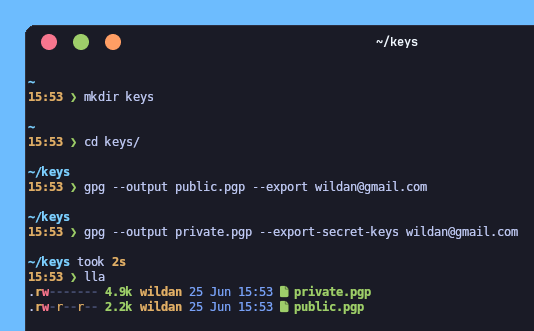 ~/keys
~
15:53 ❯ mkdir keys
~
15:53 ❯ cd keys/
~/keys
15:53 ❯ gpg --output public.pgp --export wildan@gmail.com
~/keys
15:53 ❯ gpg --output private.pgp --export-secret-keys wildan@gmail.com
~/keys took 2s
15:53 ❯ lla
.rw------- 4.9k wildan 25 Jun 15:53 private.pgp
.rw-r--r-- 2.2k wildan 25 Jun 15:53 public.pgp